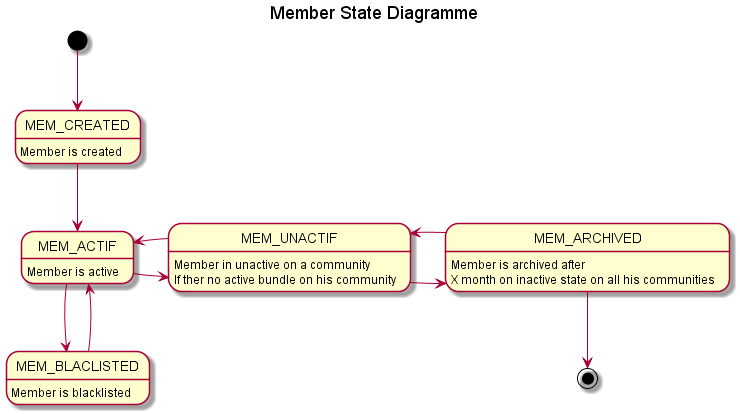 Member State Diagramme
MEM_CREATED
Member is created
MEM_ACTIF
Member is active
MEM_UNACTIF
Member in unactive on a community
If ther no active bundle on his community
MEM_ARCHIVED
Member is archived after
X month on inactive state on all his communities
MEM_BLACLISTED
Member is blacklisted